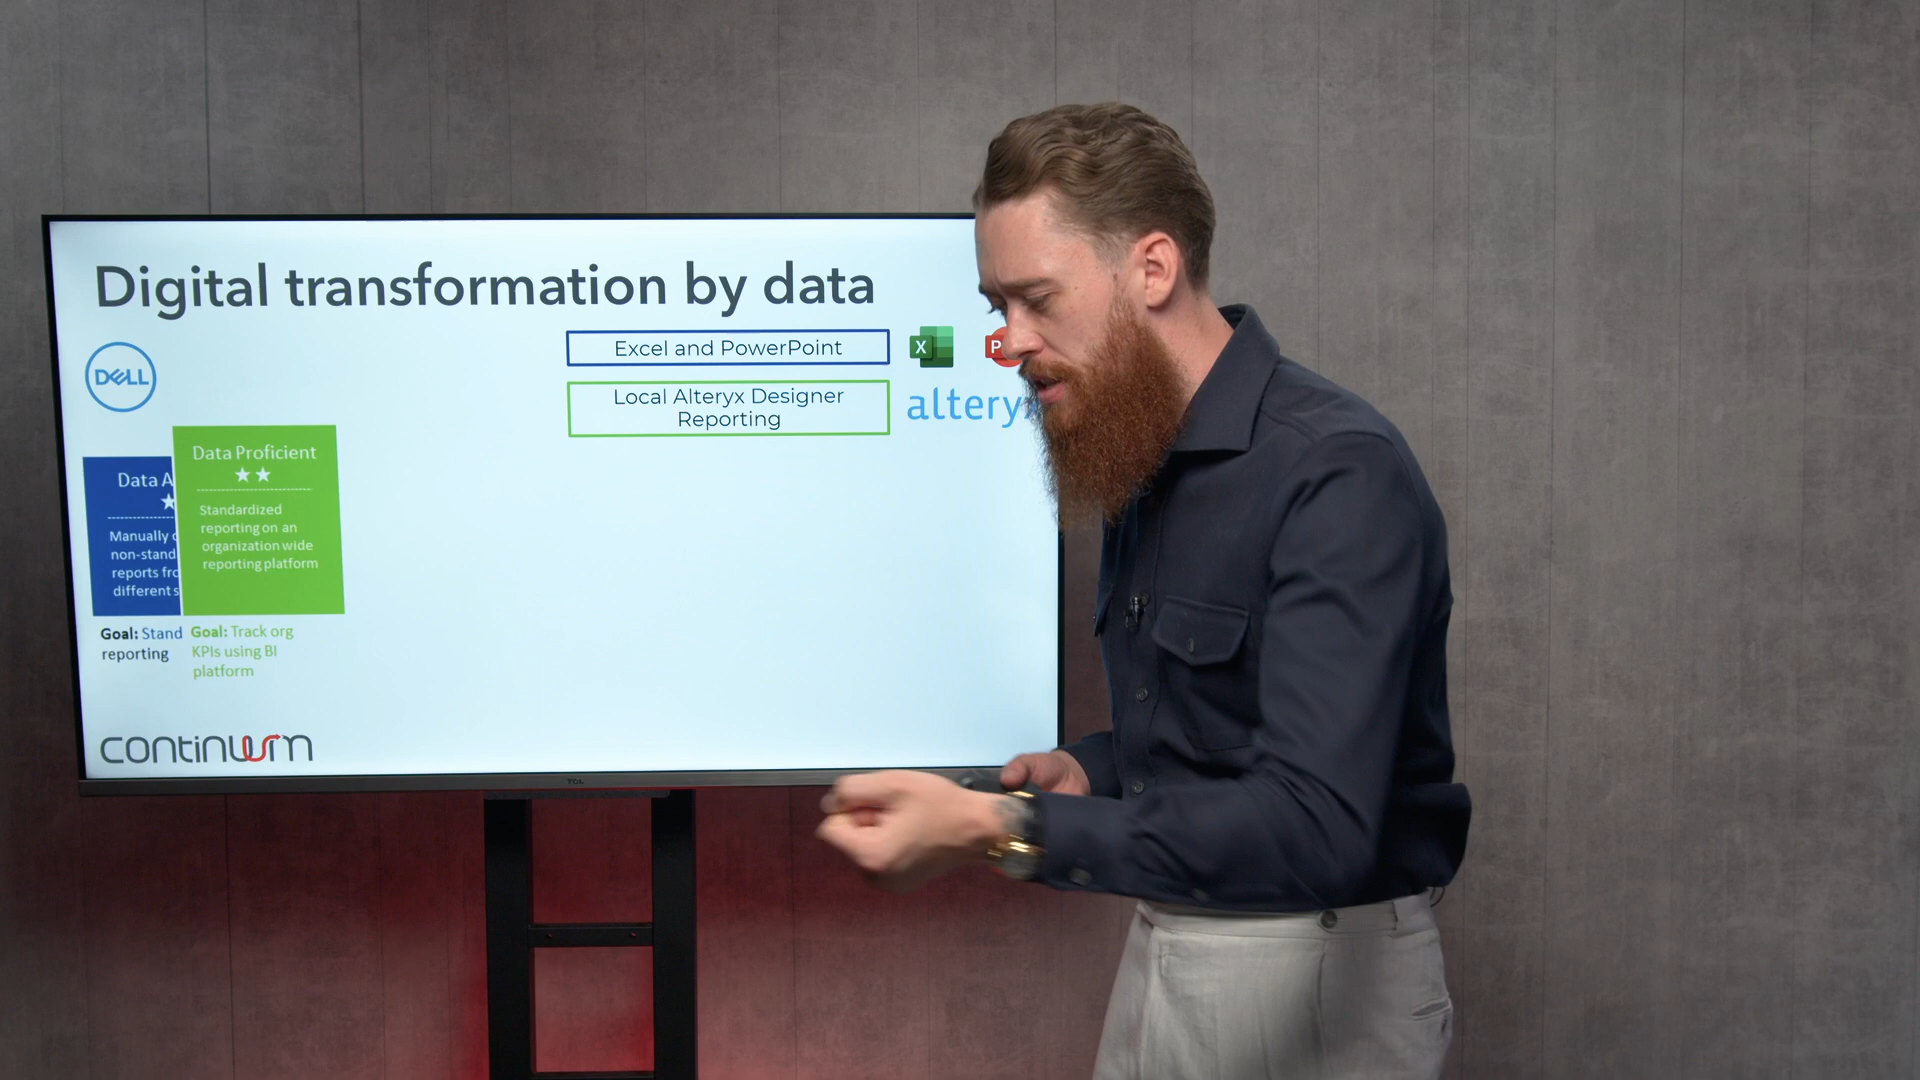 Digital transformation by data
DELL
Excel and PowerPoint
X
P
Local Alteryx Designer
Reporting
alteryx
Data A
Manually
non-stand
reports
different
Goal: Stand
reporting
Data Proficient
Standardized
reporting on an
organization wide
reporting platform
Goal: Track org
KPIs using BI
platform
continuum
TCL